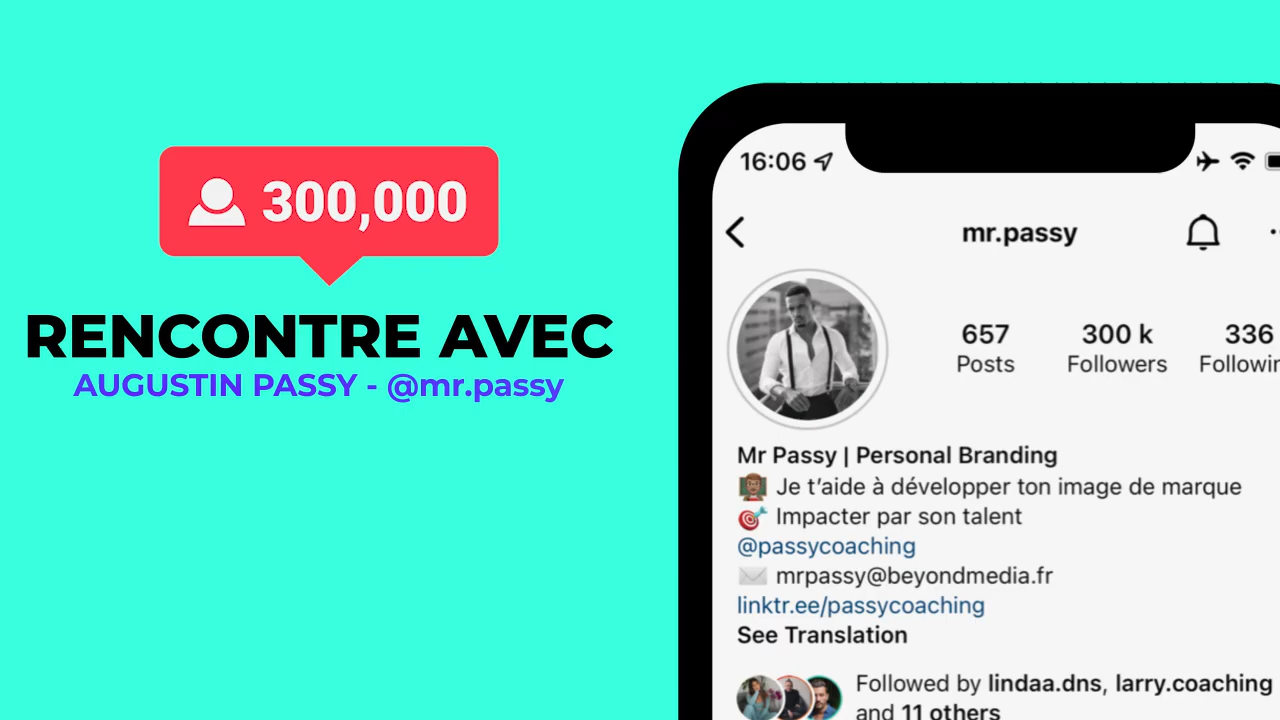 300,000
RENCONTRE AVEC
AUGUSTIN PASSY - @mr.passy
16:06
mr.passy
657 300 k 336
Posts Followers Followin
Mr Passy | Personal Branding
Je t’aide à développer ton image de marque
Impacter par son talent
@passycoaching
mrpassy@beyondmedia.fr
linktr.ee/passycoaching
See Translation
Followed by lindaa.dns, larry.coaching
and 11 others